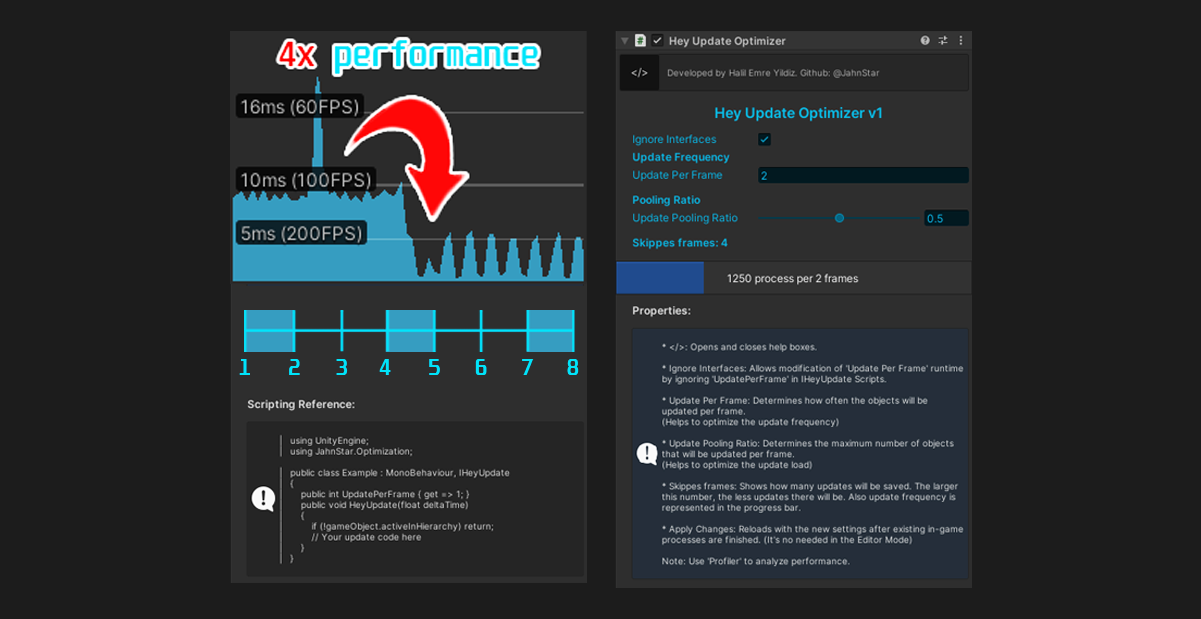 4x performance
16ms (60FPS)
10ms (100FPS)
5ms (200FPS)
1 2 3 4 5 6 7 8
Scripting Reference:
using UnityEngine;
using JahnStar.Optimization;
public class Example : MonoBehaviour, IHeyUpdate
{
public int UpdatePerFrame { get => 1; }
public void HeyUpdate(float deltaTime)
{
if (!gameObject.activeInHierarchy) return;
// Your update code here
}
}
Hey Update Optimizer
</> Developed by Halil Emre Yildiz. Github: @JahnStar
Hey Update Optimizer v1
Ignore Interfaces
Update Frequency
Update Per Frame 2
Pooling Ratio
Update Pooling Ratio 0.5
Skippes frames: 4
1250 process per 2 frames
Properties:
* </>: Opens and closes help boxes.
* Ignore Interfaces: Allows modification of 'Update Per Frame' runtime
by ignoring 'UpdatePerFrame' in IHeyUpdate Scripts.
* Update Per Frame: Determines how often the objects will be
updated per frame.
(Helps to optimize the update frequency)
* Update Pooling Ratio: Determines the maximum number of objects
that will be updated per frame.
(Helps to optimize the update load)
* Skippes frames: Shows how many updates will be saved. The larger
this number, the less updates there will be. Also update frequency is
represented in the progress bar.
* Apply Changes: Reloads with the new settings after existing in-game
processes are finished. (It's no needed in the Editor Mode)
Note: Use 'Profiler' to analyze performance.